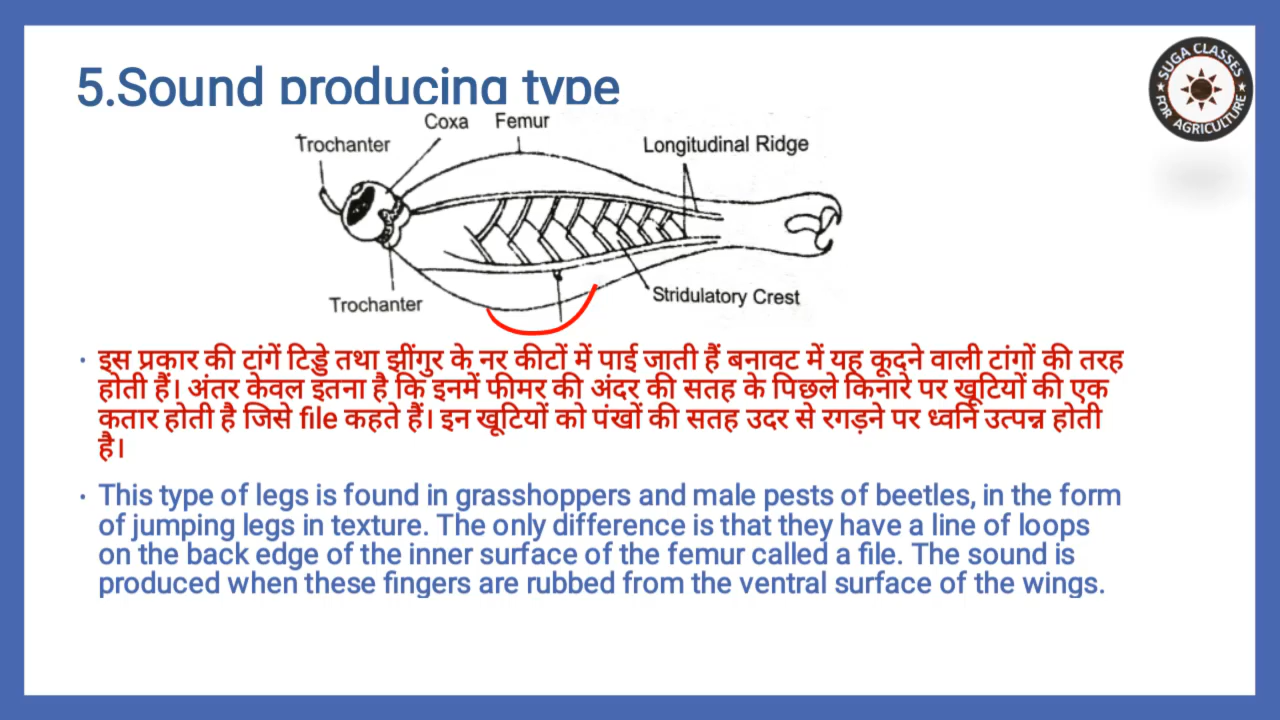 5.Sound producing type
SUGA CLASSES
FOR AGRICULTURE
Coxa Femur
Trochanter
Longitudinal Ridge
Trochanter
Stridulatory Crest
• इस प्रकार की टांगें टिड्डे तथा झींगुर के नर कीटों में पाई जाती हैं बनावट में यह कूदने वाली टांगों की तरह
होती हैं। अंतर केवल इतना है कि इनमें फीमर की अंदर की सतह के पिछले किनारे पर खूटियों की एक
कतार होती है जिसे file कहते हैं। इन खूटियों को पंखों की सतह उदर से रगड़ने पर ध्वनि उत्पन्न होती
है।
• This type of legs is found in grasshoppers and male pests of beetles, in the form
of jumping legs in texture. The only difference is that they have a line of loops
on the back edge of the inner surface of the femur called a file. The sound is
produced when these fingers are rubbed from the ventral surface of the wings.